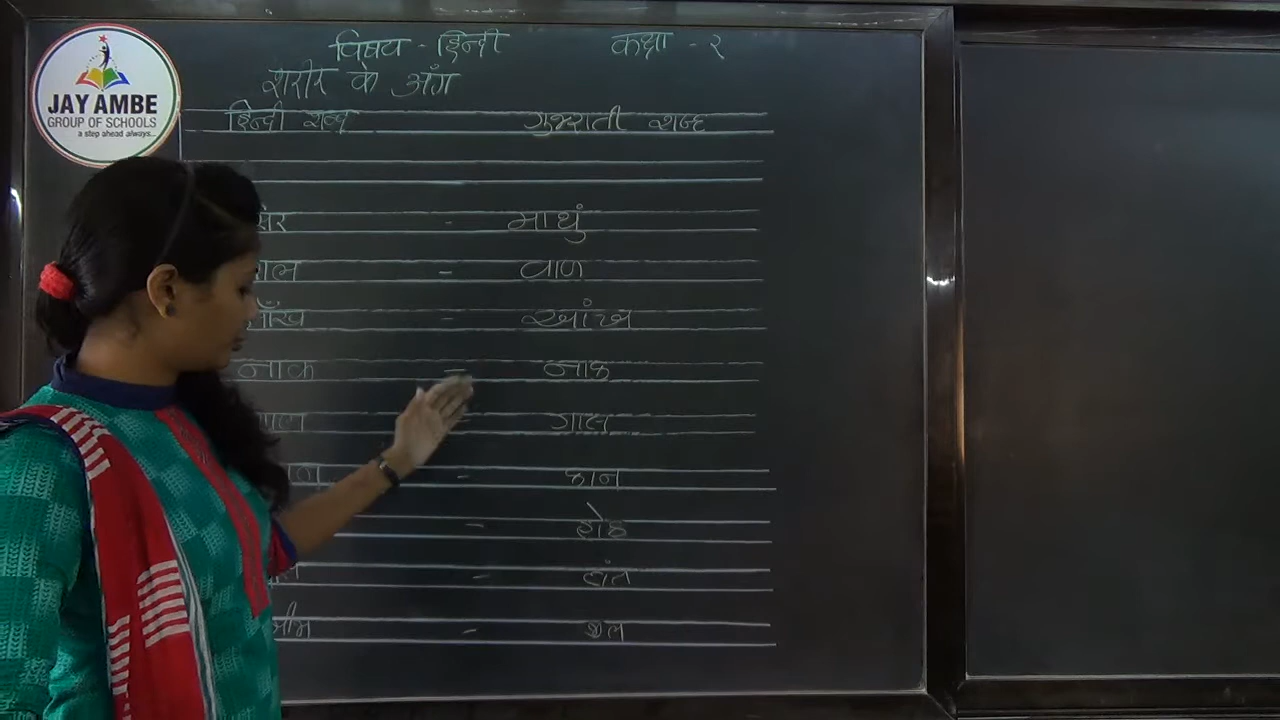 JAY AMBE
GROUP OF SCHOOLS
a step ahead always...
विषय - हिन्दी कक्षा - २
शरीर के अंग
हिन्दी शब्द गुजराती शब्द
- માથું
- વાળ
- આંખ
नाक - નાક
- ગાલ
- કાન
- હોઠ
- દાંત
जीभ - જીભ